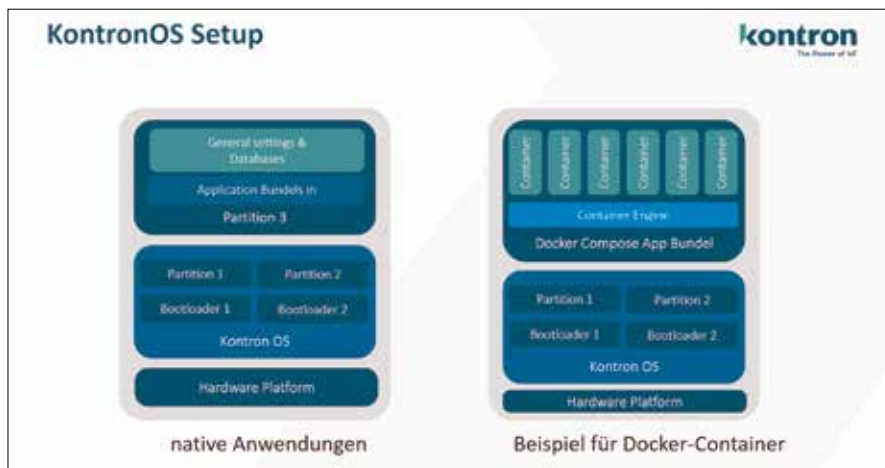 KontronOS Setup
kontron
The Power of IoT
General settings &
Databases
Application Bundels in
Partition 3
Partition 1
Partition 2
Bootloader 1
Bootloader 2
Kontron OS
Hardware Platform
native Anwendungen
Container
Container
Container
Container
Container
Container
Container Engine
Docker Compose App Bundel
Partition 1
Partition 2
Bootloader 1
Bootloader 2
Kontron OS
Hardware Platform
Beispiel für Docker-Container